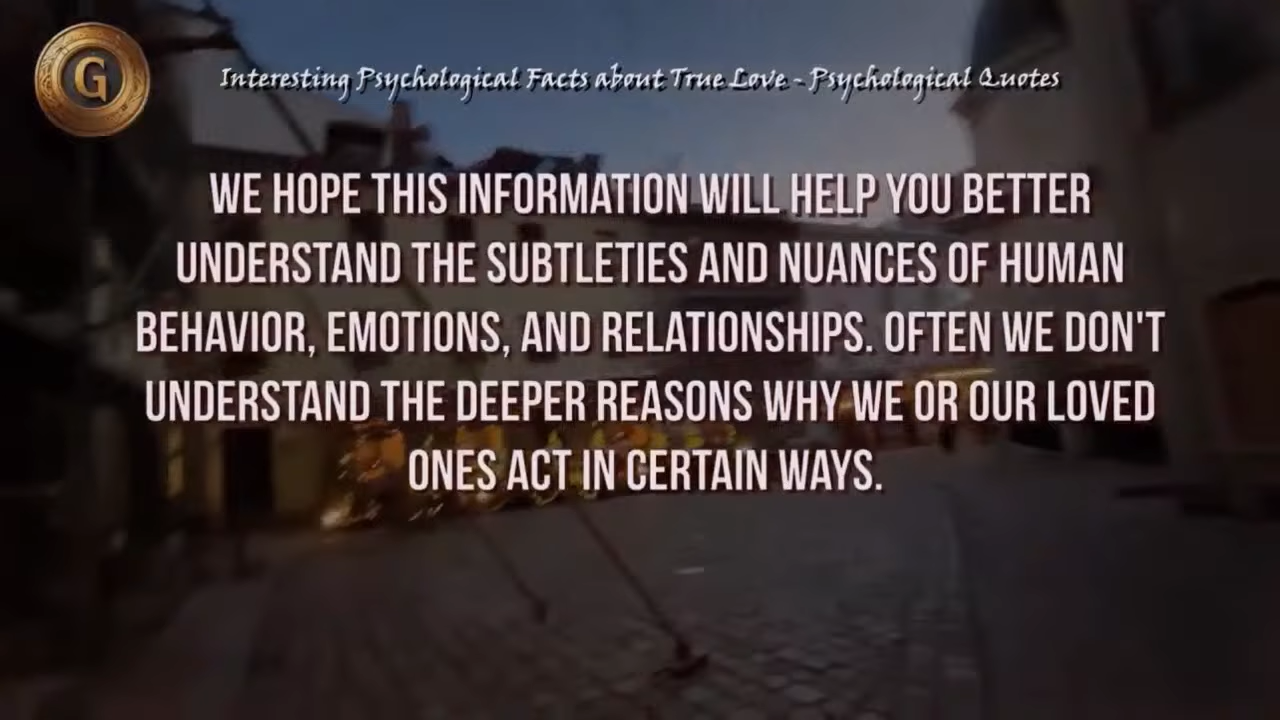 G
Interesting Psychological Facts about True Love - Psychological Quotes
WE HOPE THIS INFORMATION WILL HELP YOU BETTER
UNDERSTAND THE SUBTLETIES AND NUANCES OF HUMAN
BEHAVIOR, EMOTIONS, AND RELATIONSHIPS. OFTEN WE DON'T
UNDERSTAND THE DEEPER REASONS WHY WE OR OUR LOVED
ONES ACT IN CERTAIN WAYS.